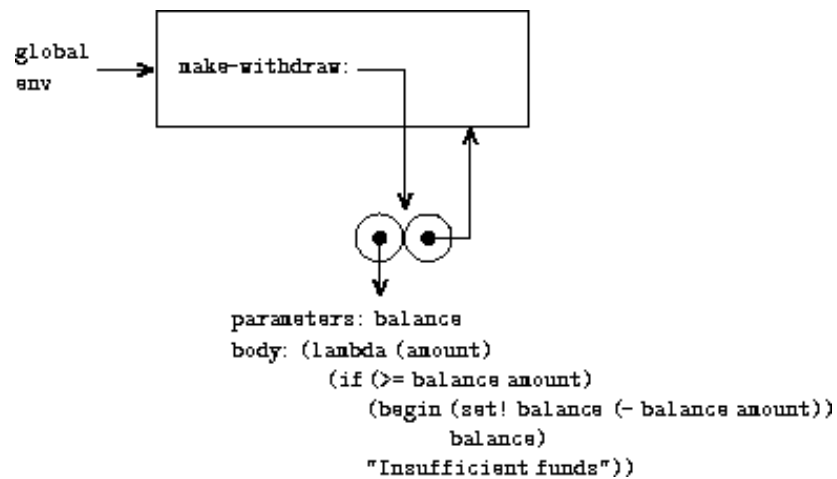 global
env
make-withdraw:
parameters: balance
body: (lambda (amount)
(if (>= balance amount)
(begin (set! balance (- balance amount))
balance)
"Insufficient funds"))